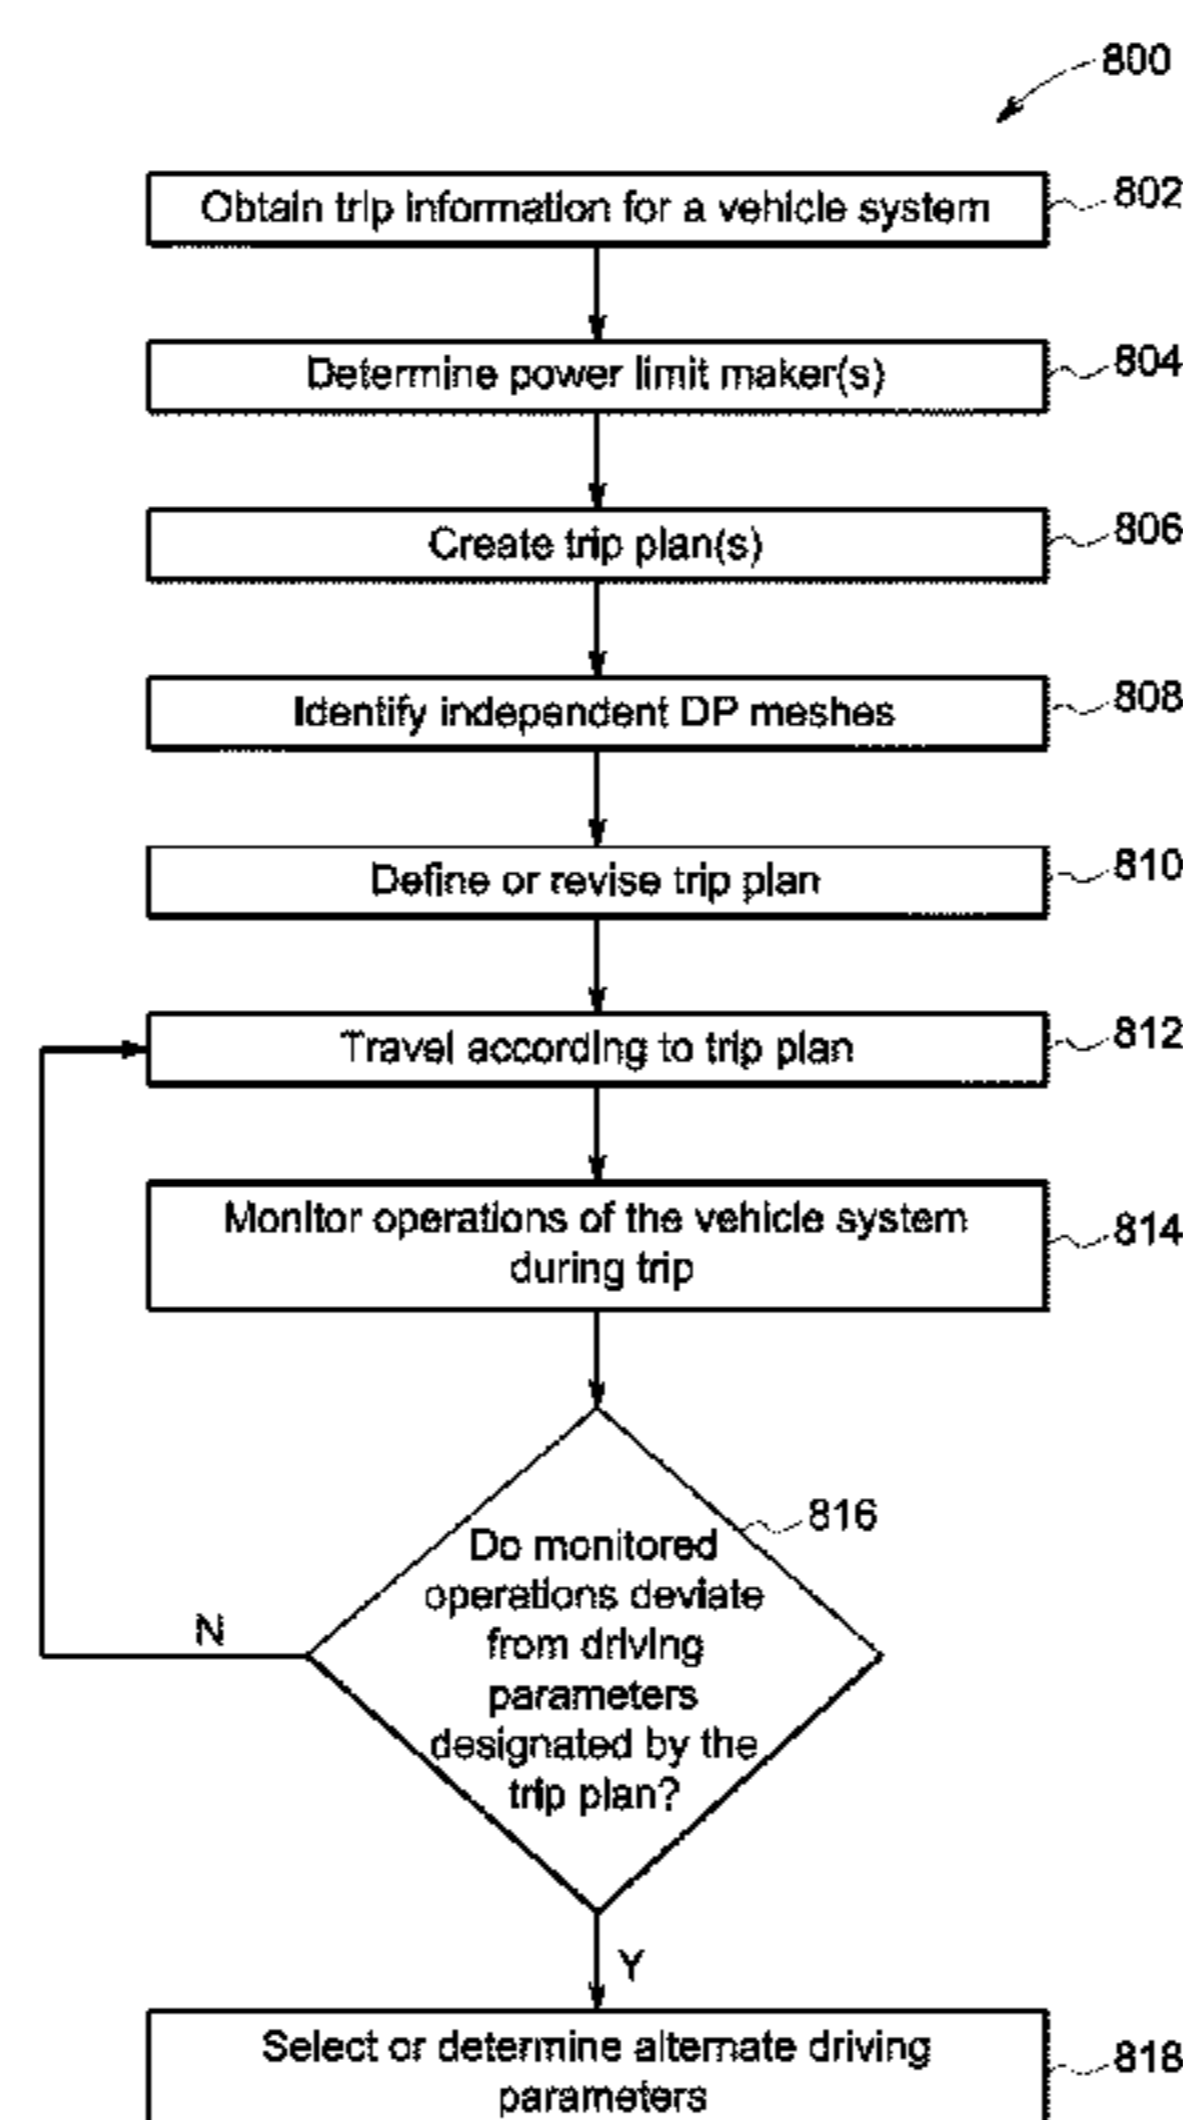 800
Obtain trip information for a vehicle system
802
Determine power limit maker(s)
804
Create trip plan(s)
806
Identify independent DP meshes
808
Define or revise trip plan
810
Travel according to trip plan
812
Monitor operations of the vehicle system
during trip
814
816
Do monitored
operations deviate
from driving
parameters
designated by the
trip plan?
N
Y
Select or determine alternate driving
parameters
818